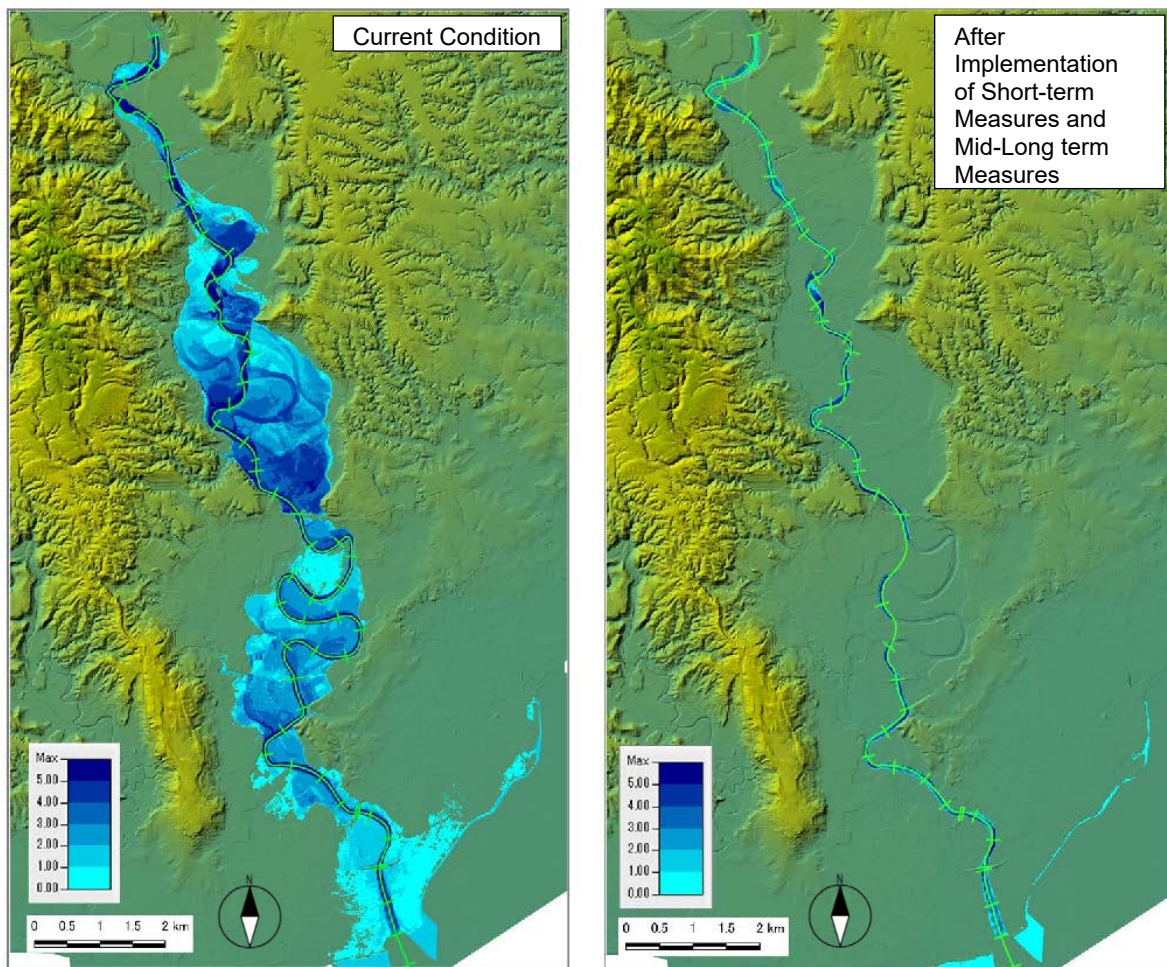 Current Condition
After
Implementation
of Short-term
Measures and
Mid-Long term
Measures
Max
5.00
4.00
3.00
2.00
1.00
0.00
N
0 0.5 1 1.5 2 km
Max
5.00
4.00
3.00
2.00
1.00
0.00
N
0 0.5 1 1.5 2 km